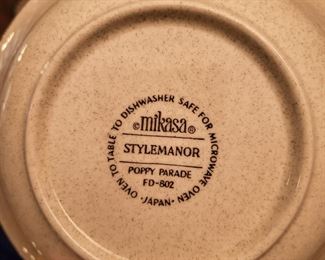 OVEN TO TABLE TO DISHWASHER SAFE FOR MICROWAVE OVEN
©mikasa®
STYLEMANOR
POPPY PARADE
FD-802
·JAPAN·